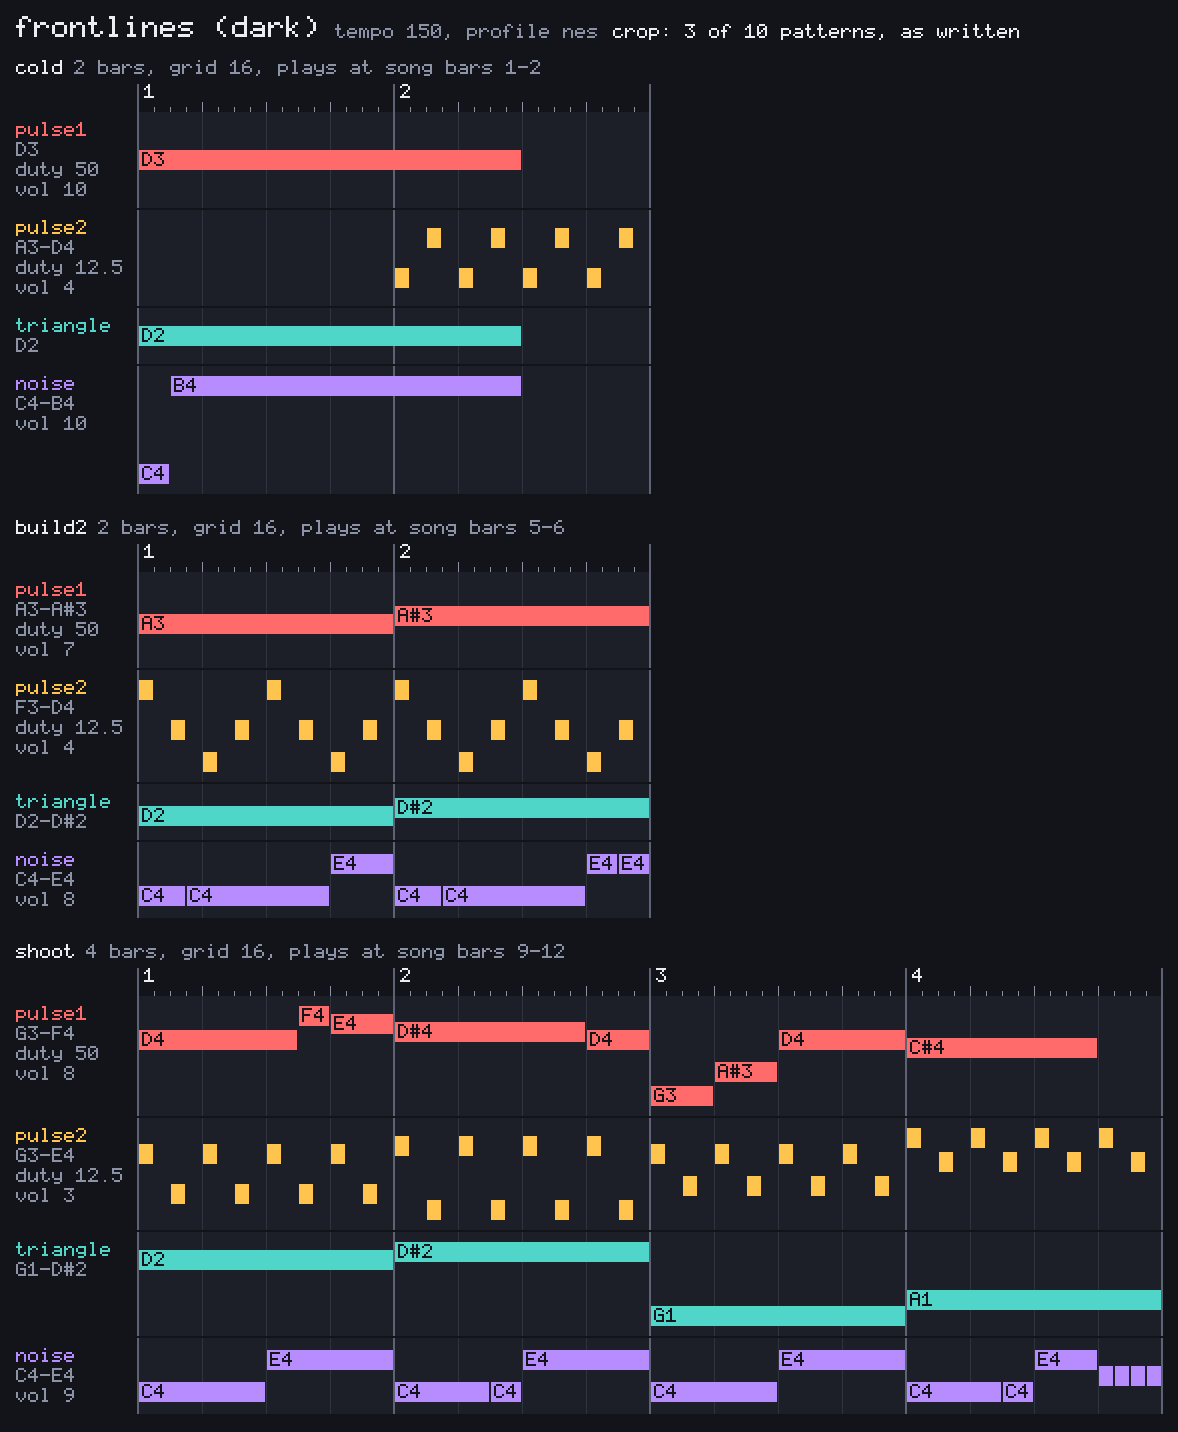 frontlines (dark) tempo 150, profile nes crop: 3 of 10 patterns, as written
cold 2 bars, grid 16, plays at song bars 1-2
1 2
pulse1
D3
duty 50
vol 10
D3
pulse2
A3-D4
duty 12.5
vol 4
triangle
D2
D2
noise
C4-B4
vol 10
B4
C4
build2 2 bars, grid 16, plays at song bars 5-6
1 2
pulse1
A3-A#3
duty 50
vol 7
A3 A#3
pulse2
F3-D4
duty 12.5
vol 4
triangle
D2-D#2
D2 D#2
noise
C4-E4
vol 8
E4 E4 E4
C4 C4 C4 C4
shoot 4 bars, grid 16, plays at song bars 9-12
1 2 3 4
pulse1
G3-F4
duty 50
vol 8
D4 F4 E4 D#4 D4 G3 A#3 D4 C#4
pulse2
G3-E4
duty 12.5
vol 3
triangle
G1-D#2
D2 D#2 G1 A1
noise
C4-E4
vol 9
E4 E4 E4 E4
C4 C4 C4 C4 C4 C4